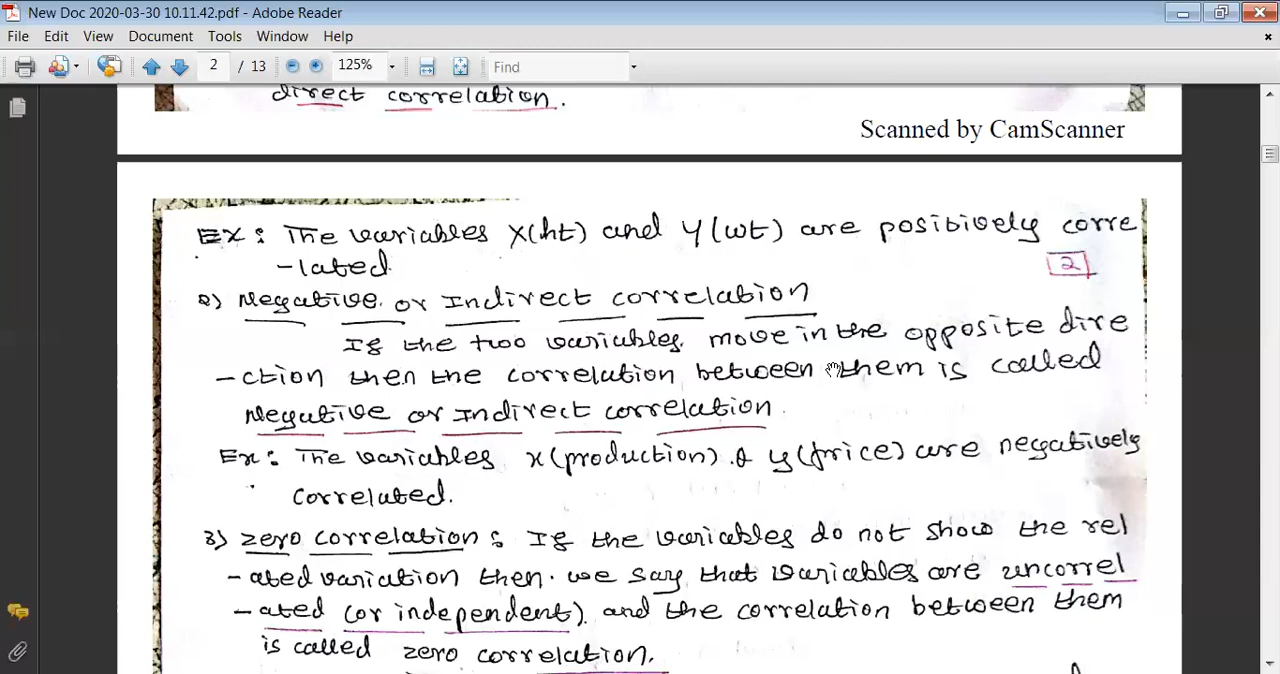 New Doc 2020-03-30 10.11.42.pdf - Adobe Reader
File Edit View Document Tools Window Help
2 / 13 125% Find
direct correlation.
Scanned by CamScanner
Ex: The variables X(ht) and Y(wt) are positively corre
-lated
2
2) Negative or Indirect correlation
If the two variables move in the opposite dire
-ction then the correlation between them is called
Negative or Indirect correlation
Ex: The variables x(production) & y(price) are negatively
correlated.
3) zero correlation: If the variables do not show the rel
-ated variation then we say that variables are uncorrel
-ated (or independent) and the correlation between them
is called zero correlation.